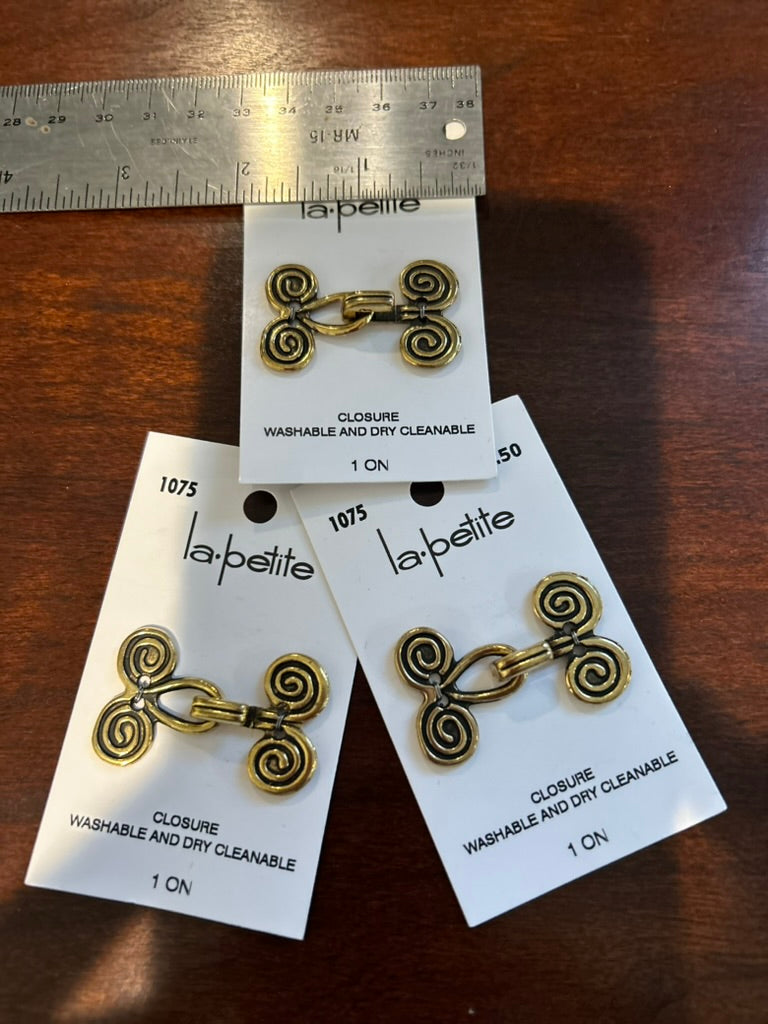 28 29 30 31 32 33 34 35 36 37 38
STAINLESS
MR-15
INCHES
4 3 2 1/16 1 1/32
la·petite
CLOSURE
WASHABLE AND DRY CLEANABLE
1 ON
1075
la·petite
CLOSURE
WASHABLE AND DRY CLEANABLE
1 ON
.50
1075
la·petite
CLOSURE
WASHABLE AND DRY CLEANABLE
1 ON